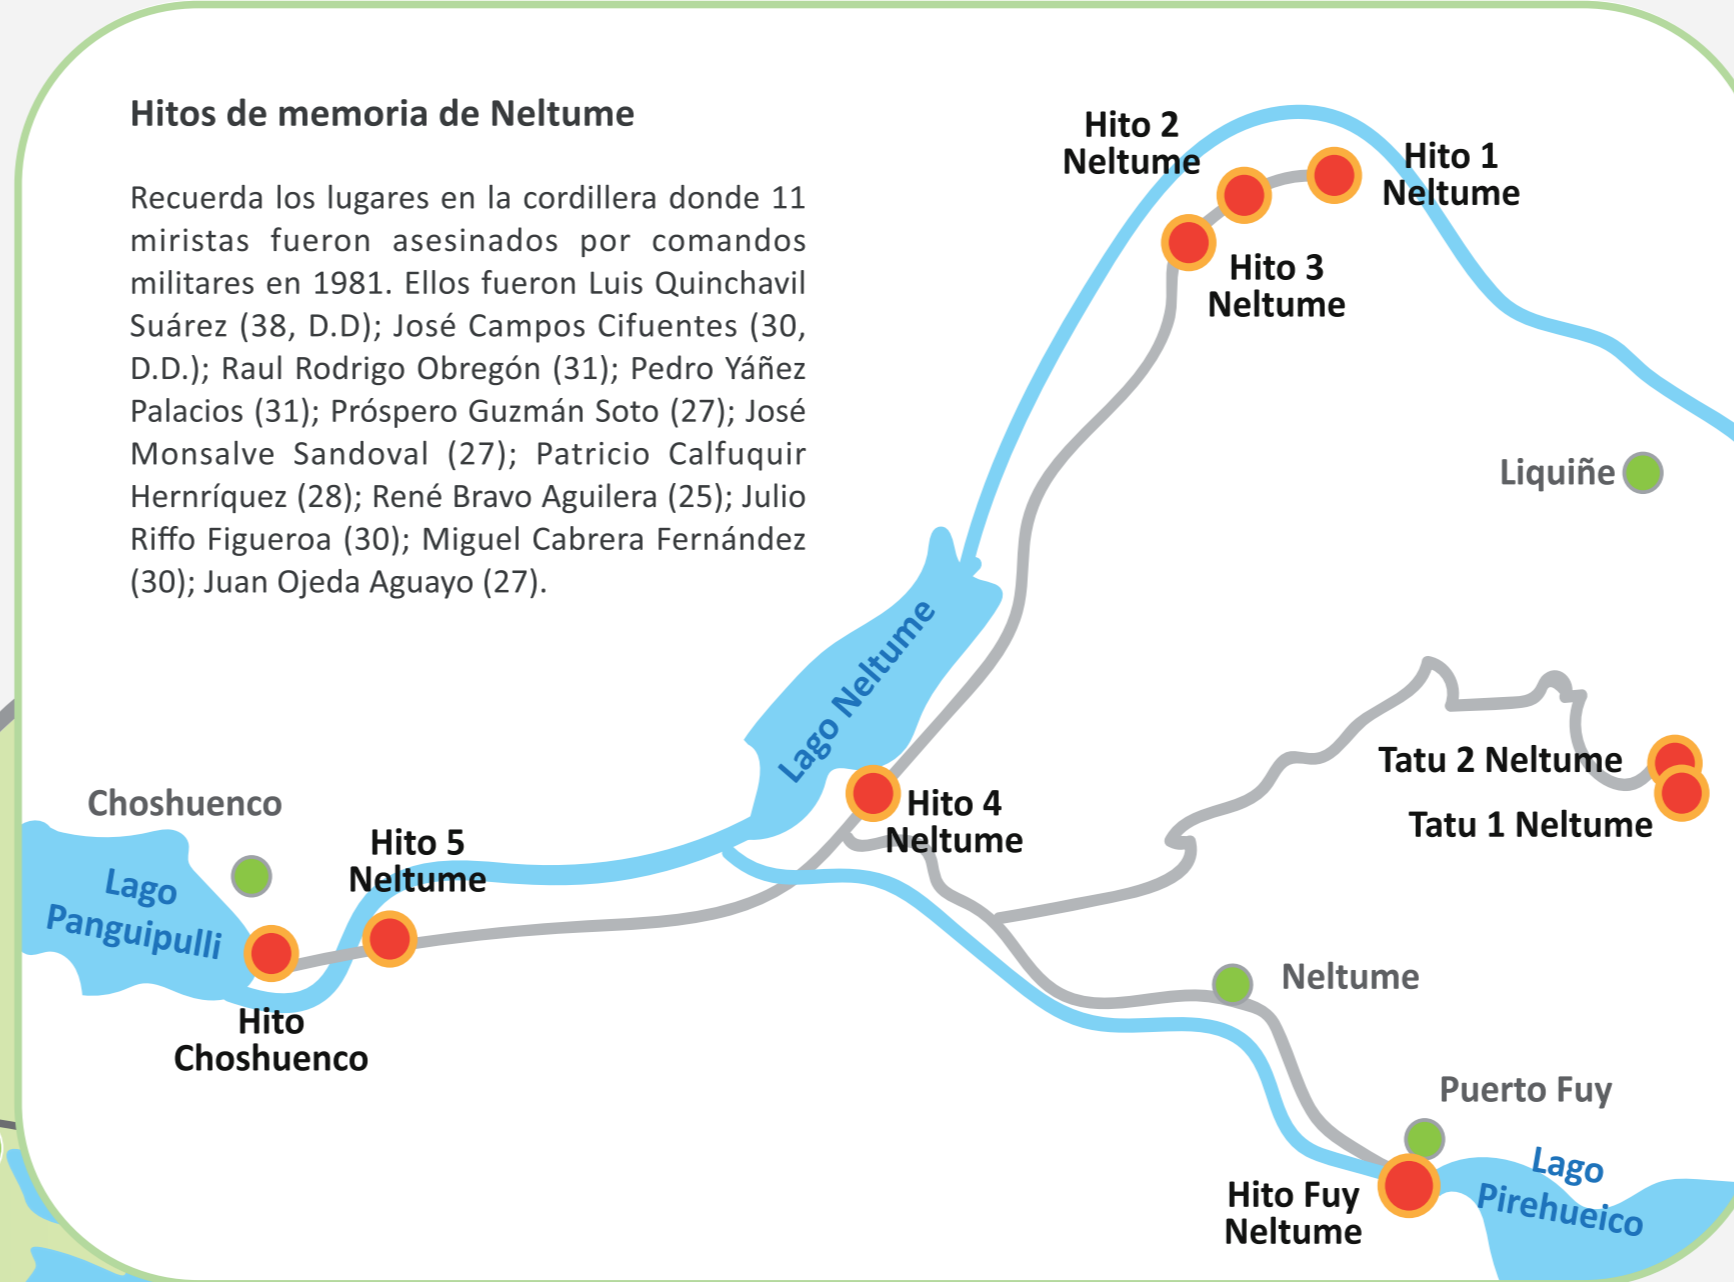 Hitos de memoria de Neltume
Recuerda los lugares en la cordillera donde 11
miristas fueron asesinados por comandos
militares en 1981. Ellos fueron Luis Quinchavil
Suárez (38, D.D); José Campos Cifuentes (30,
D.D.); Raul Rodrigo Obregón (31); Pedro Yáñez
Palacios (31); Próspero Guzmán Soto (27); José
Monsalve Sandoval (27); Patricio Calfuquir
Hernríquez (28); René Bravo Aguilera (25); Julio
Riffo Figueroa (30); Miguel Cabrera Fernández
(30); Juan Ojeda Aguayo (27).
Hito 2
Neltume
Hito 1
Neltume
Hito 3
Neltume
Liquiñe
Lago Neltume
Tatu 2 Neltume
Tatu 1 Neltume
Hito 4
Neltume
Choshuenco
Hito 5
Neltume
Lago
Panguipulli
Hito
Choshuenco
Neltume
Puerto Fuy
Lago
Pirehueico
Hito Fuy
Neltume